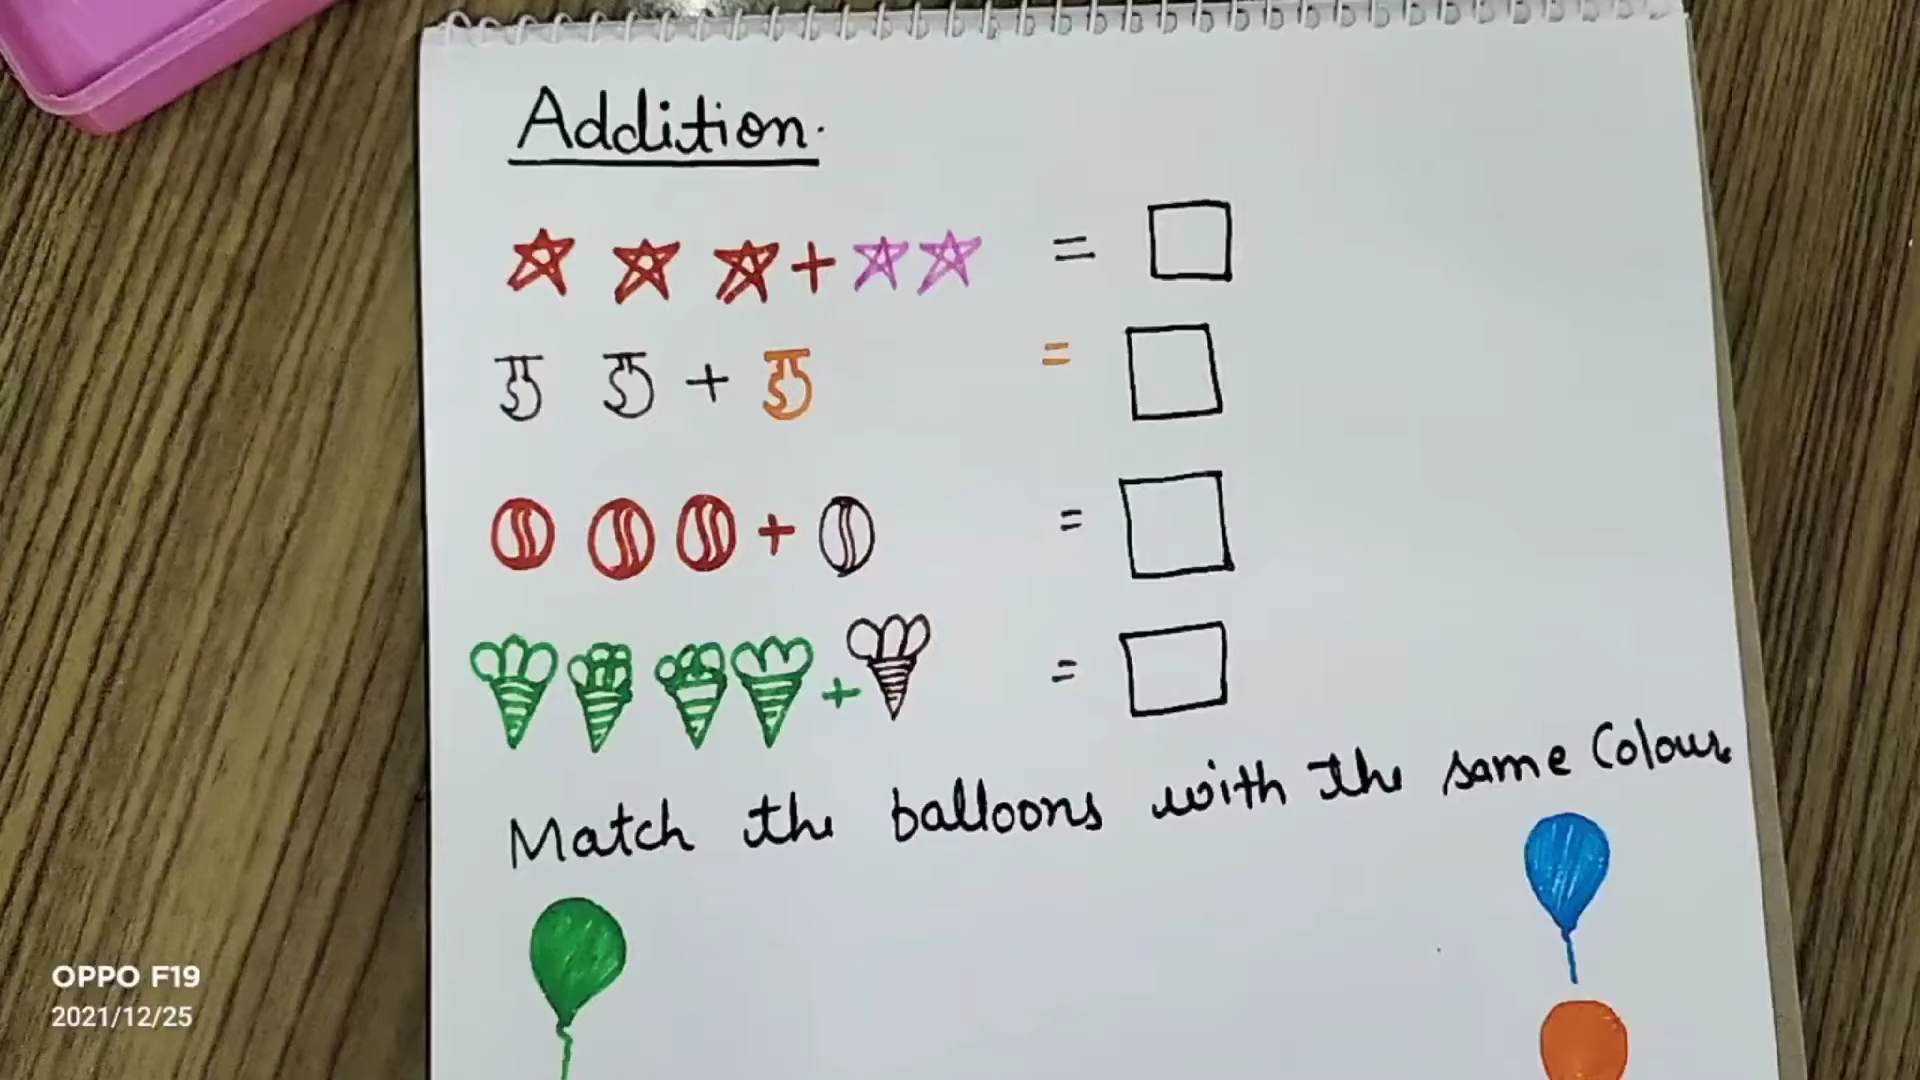 Addition.
+ =
+ =
+ =
+ =
Match the balloons with the same Colour.
OPPO F19
2021/12/25